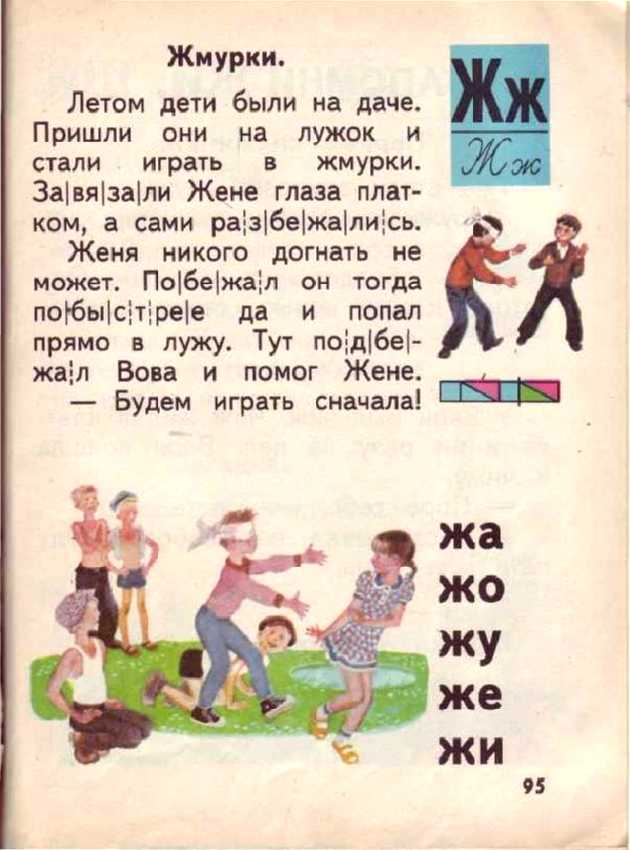 Жмурки.
Жж
Жж
Летом дети были на даче.
Пришли они на лужок и
стали играть в жмурки.
За|вя|за|ли Жене глаза плат-
ком, а сами ра¦з|бе|жа|ли¦сь.
Женя никого догнать не
может. По|бе|жа¦л он тогда
по|бы|с¦т¦ре|е да и попал
прямо в лужу. Тут по¦д|бе|-
жа¦л Вова и помог Жене.
— Будем играть сначала!
жа
жо
жу
же
жи
95